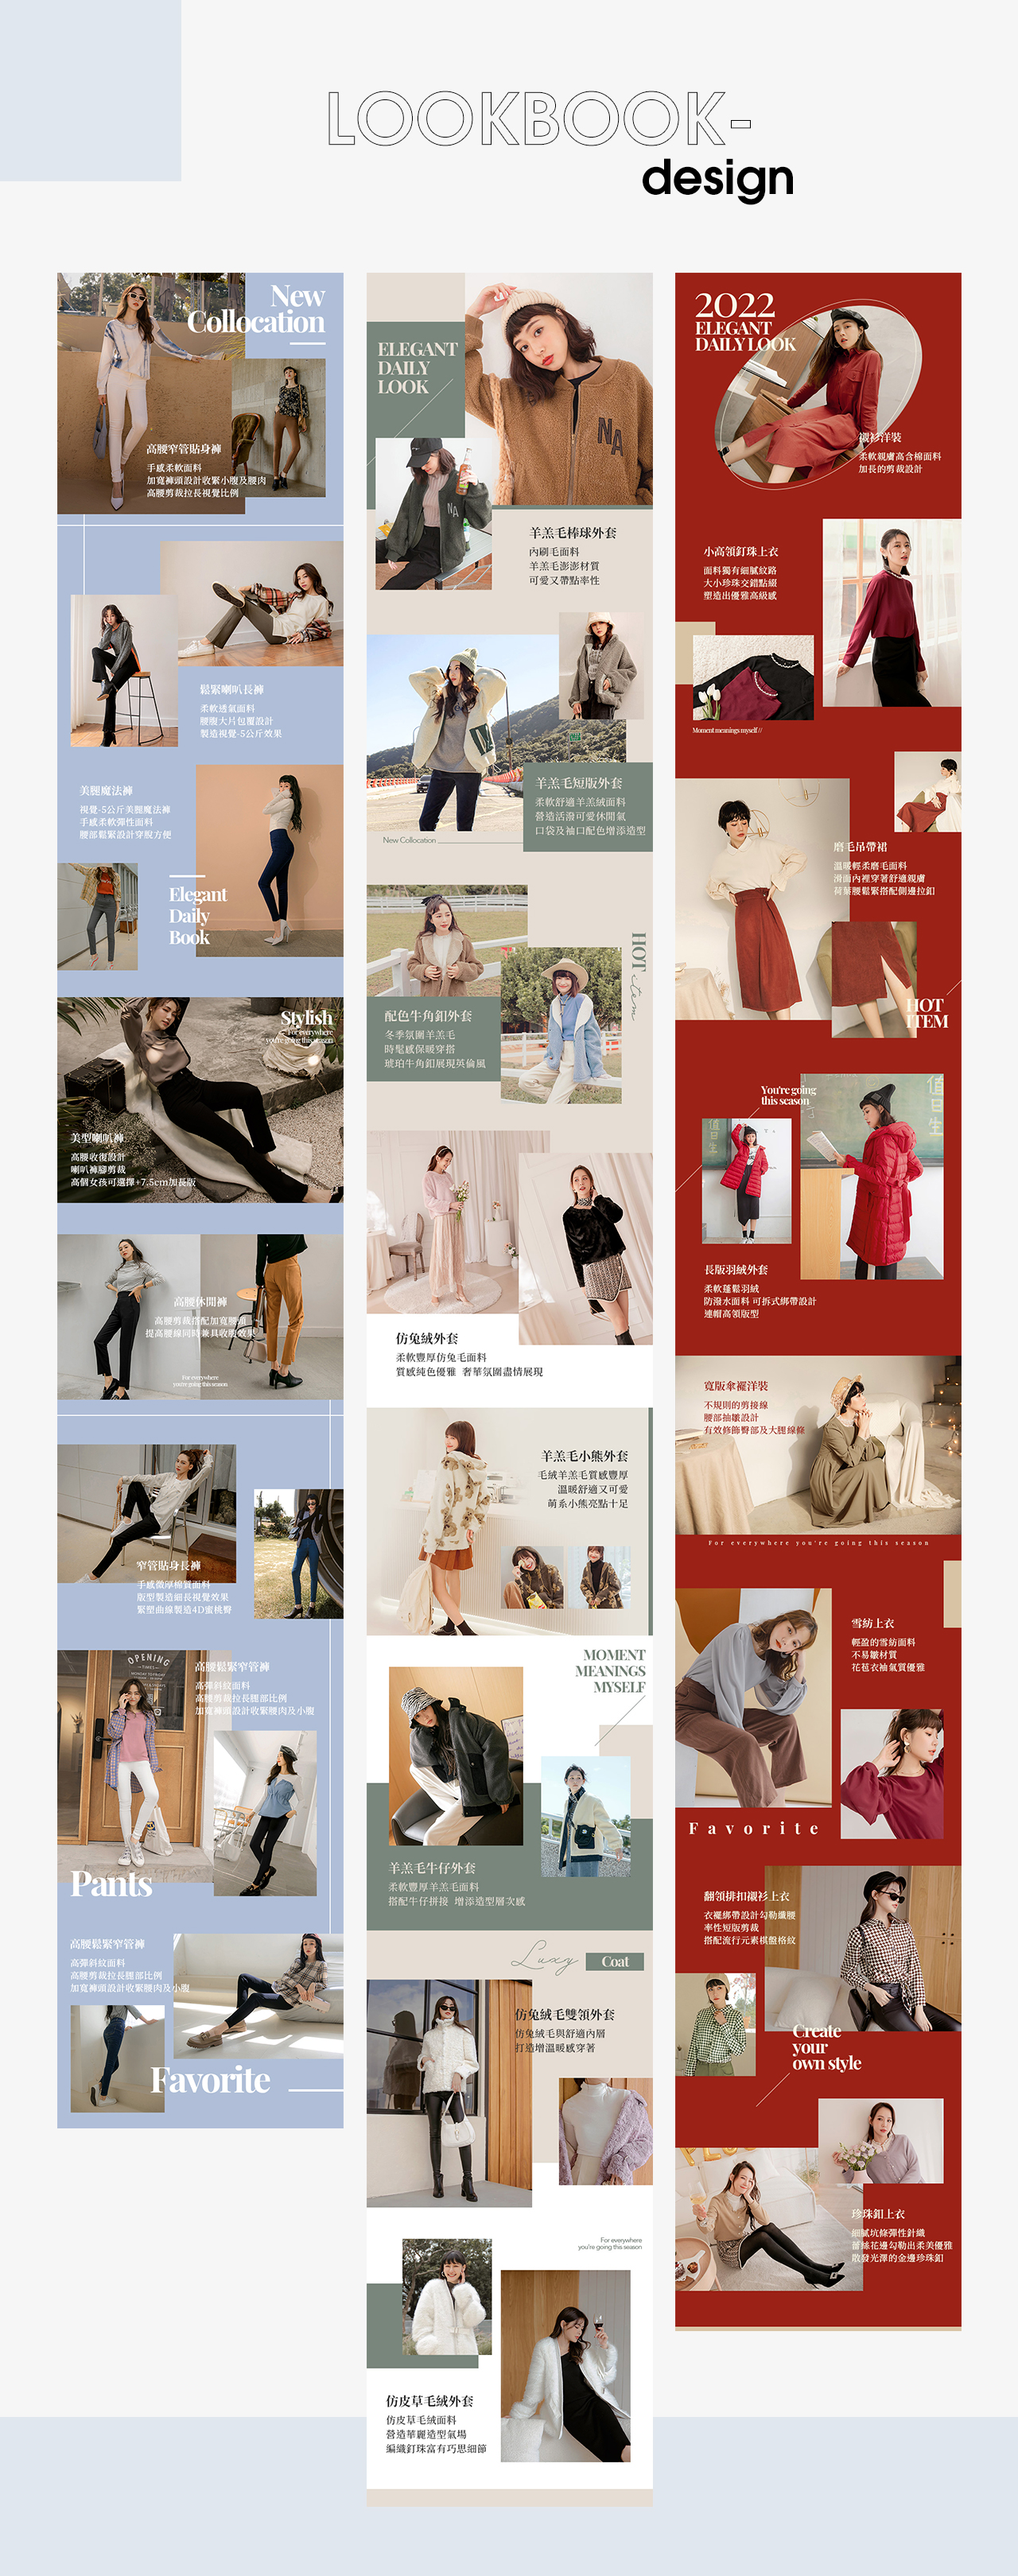 LOOKBOOK-
design
New
Collocation
高腰窄管貼身褲
手感柔軟面料
加寬褲頭設計收緊小腹及腰肉
高腰剪裁拉長視覺比例
鬆緊喇叭長褲
柔軟透氣面料
腰腹大片包覆設計
製造視覺-5公斤效果
美腿魔法褲
視覺-5公斤美腿魔法褲
手感柔軟彈性面料
腰部鬆緊設計穿脫方便
Elegant
Daily
Book
Stylish
For everywhere
you're going this season
美型喇叭褲
高腰收復設計
喇叭褲腳剪裁
高個女孩可選擇+7.5cm加長版
高腰休閒褲
高腰剪裁搭配加寬腰頭
提高腰線同時兼具收腹效果
For everywhere
you're going this season
窄管貼身長褲
手感微厚棉質面料
版型製造細長視覺效果
緊塑曲線製造4D蜜桃臀
OPENING
TIMES
高腰鬆緊窄管褲
高彈斜紋面料
高腰剪裁拉長腿部比例
加寬褲頭設計收緊腰肉及小腹
Pants
高腰鬆緊窄管褲
高彈斜紋面料
高腰剪裁拉長腿部比例
加寬褲頭設計收緊腰肉及小腹
Favorite
ELEGANT
DAILY
LOOK
NA
NA
羊羔毛棒球外套
內刷毛面料
羊羔毛澎澎材質
可愛又帶點率性
羊羔毛短版外套
柔軟舒適羊羔絨面料
營造活潑可愛休閒氣
口袋及袖口配色增添造型
New Collocation
HOT item
配色牛角釦外套
冬季氛圍羊羔毛
時髦感保暖穿搭
琥珀牛角釦展現英倫風
仿兔絨外套
柔軟豐厚仿兔毛面料
質感純色優雅 奢華氛圍盡情展現
羊羔毛小熊外套
毛絨羊羔毛質感豐厚
溫暖舒適又可愛
萌系小熊亮點十足
MOMENT
MEANINGS
MYSELF
羊羔毛牛仔外套
柔軟豐厚羊羔毛面料
搭配牛仔拼接 增添造型層次感
Luxy
Coat
仿兔絨毛雙領外套
仿兔絨毛與舒適內層
打造增溫暖感穿著
For everywhere
you're going this season
仿皮草毛絨外套
仿皮草毛絨面料
營造華麗造型氣場
編織釘珠富有巧思細節
2022
ELEGANT
DAILY LOOK
襯衫洋裝
柔軟親膚高含棉面料
加長的剪裁設計
小高領釘珠上衣
面料獨有細膩紋路
大小珍珠交錯點綴
塑造出優雅高級感
Moment meanings myself //
磨毛吊帶裙
溫暖輕柔磨毛面料
滑面內裡穿著舒適親膚
荷葉腰鬆緊搭配側邊拉釦
HOT
ITEM
You're going
this season
值日生
值日生
長版羽絨外套
柔軟蓬鬆羽絨
防潑水面料 可拆式綁帶設計
連帽高領版型
寬版傘襬洋裝
不規則的剪接線
腰部抽皺設計
有效修飾臀部及大腿線條
For everywhere you're going this season
雪紡上衣
輕盈的雪紡面料
不易皺材質
花苞衣袖氣質優雅
Favorite
翻領排扣襯衫上衣
衣襬綁帶設計勾勒纖腰
率性短版剪裁
搭配流行元素棋盤格紋
Create
your
own style
珍珠釦上衣
細膩坑條彈性針織
蕾絲花邊勾勒出柔美優雅
散發光澤的金邊珍珠釦